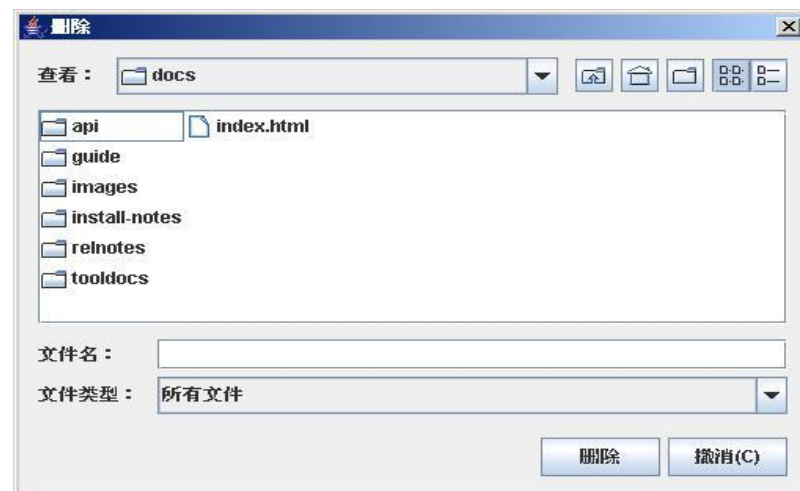 删除
查看： docs
api index.html
guide
images
install-notes
relnotes
tooldocs
文件名：
文件类型： 所有文件
删除 撤消(C)